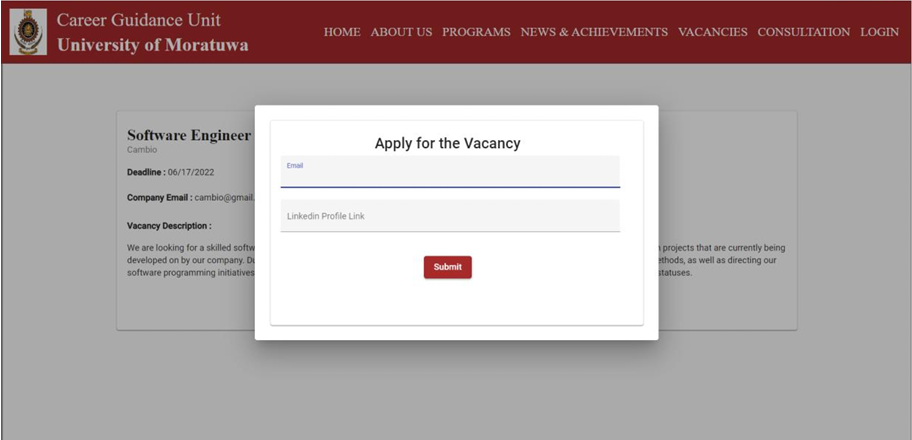 Career Guidance Unit
University of Moratuwa
HOME ABOUT US PROGRAMS NEWS & ACHIEVEMENTS VACANCIES CONSULTATION LOGIN
Software Engineer
Cambio
Deadline : 06/17/2022
Company Email : cambio@gmail.
Vacancy Description :
We are looking for a skilled softw
projects that are currently being
developed on by our company. Du
ethods, as well as directing our
software programming initiatives
statuses.
Apply for the Vacancy
Email
Linkedin Profile Link
Submit